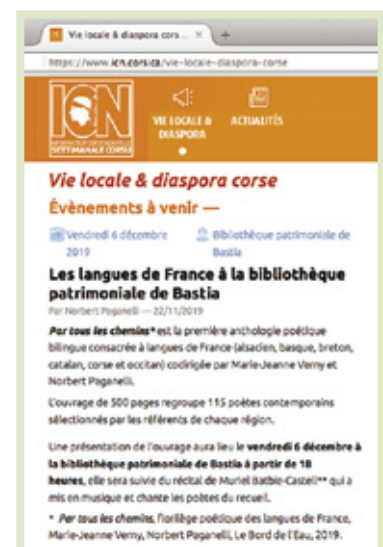 Vie locale & diaspora cors... ×
+
https://www.icn.corsica/vie-locale-diaspora-corse
ICN
SETTIMANALE CORSU
VIE LOCALE & ACTUALITÉS
DIASPORA
Vie locale & diaspora corse
Évènements à venir —
Vendredi 6 décembre
2019
Bibliothèque patrimoniale de
Bastia
Les langues de France à la bibliothèque
patrimoniale de Bastia
Par Norbert Paganelli — 22/11/2019
Par tous les chemins* est la première anthologie poétique
bilingue consacrée à langues de France (alsacien, basque, breton,
catalan, corse et occitan) codirigée par Marie-Jeanne Verny et
Norbert Paganelli.
L'ouvrage de 500 pages regroupe 115 poètes contemporains
sélectionnés par les référents de chaque région.
Une présentation de l'ouvrage aura lieu le vendredi 6 décembre à
la bibliothèque patrimoniale de Bastia à partir de 18
heures, elle sera suivie du récital de Muriel Batbie-Castell** qui a
mis en musique et chante les poètes du recueil.
* Par tous les chemins, florilège poétique des langues de France,
Marie-Jeanne Verny, Norbert Paganelli, Le Bord de l'Eau, 2019.